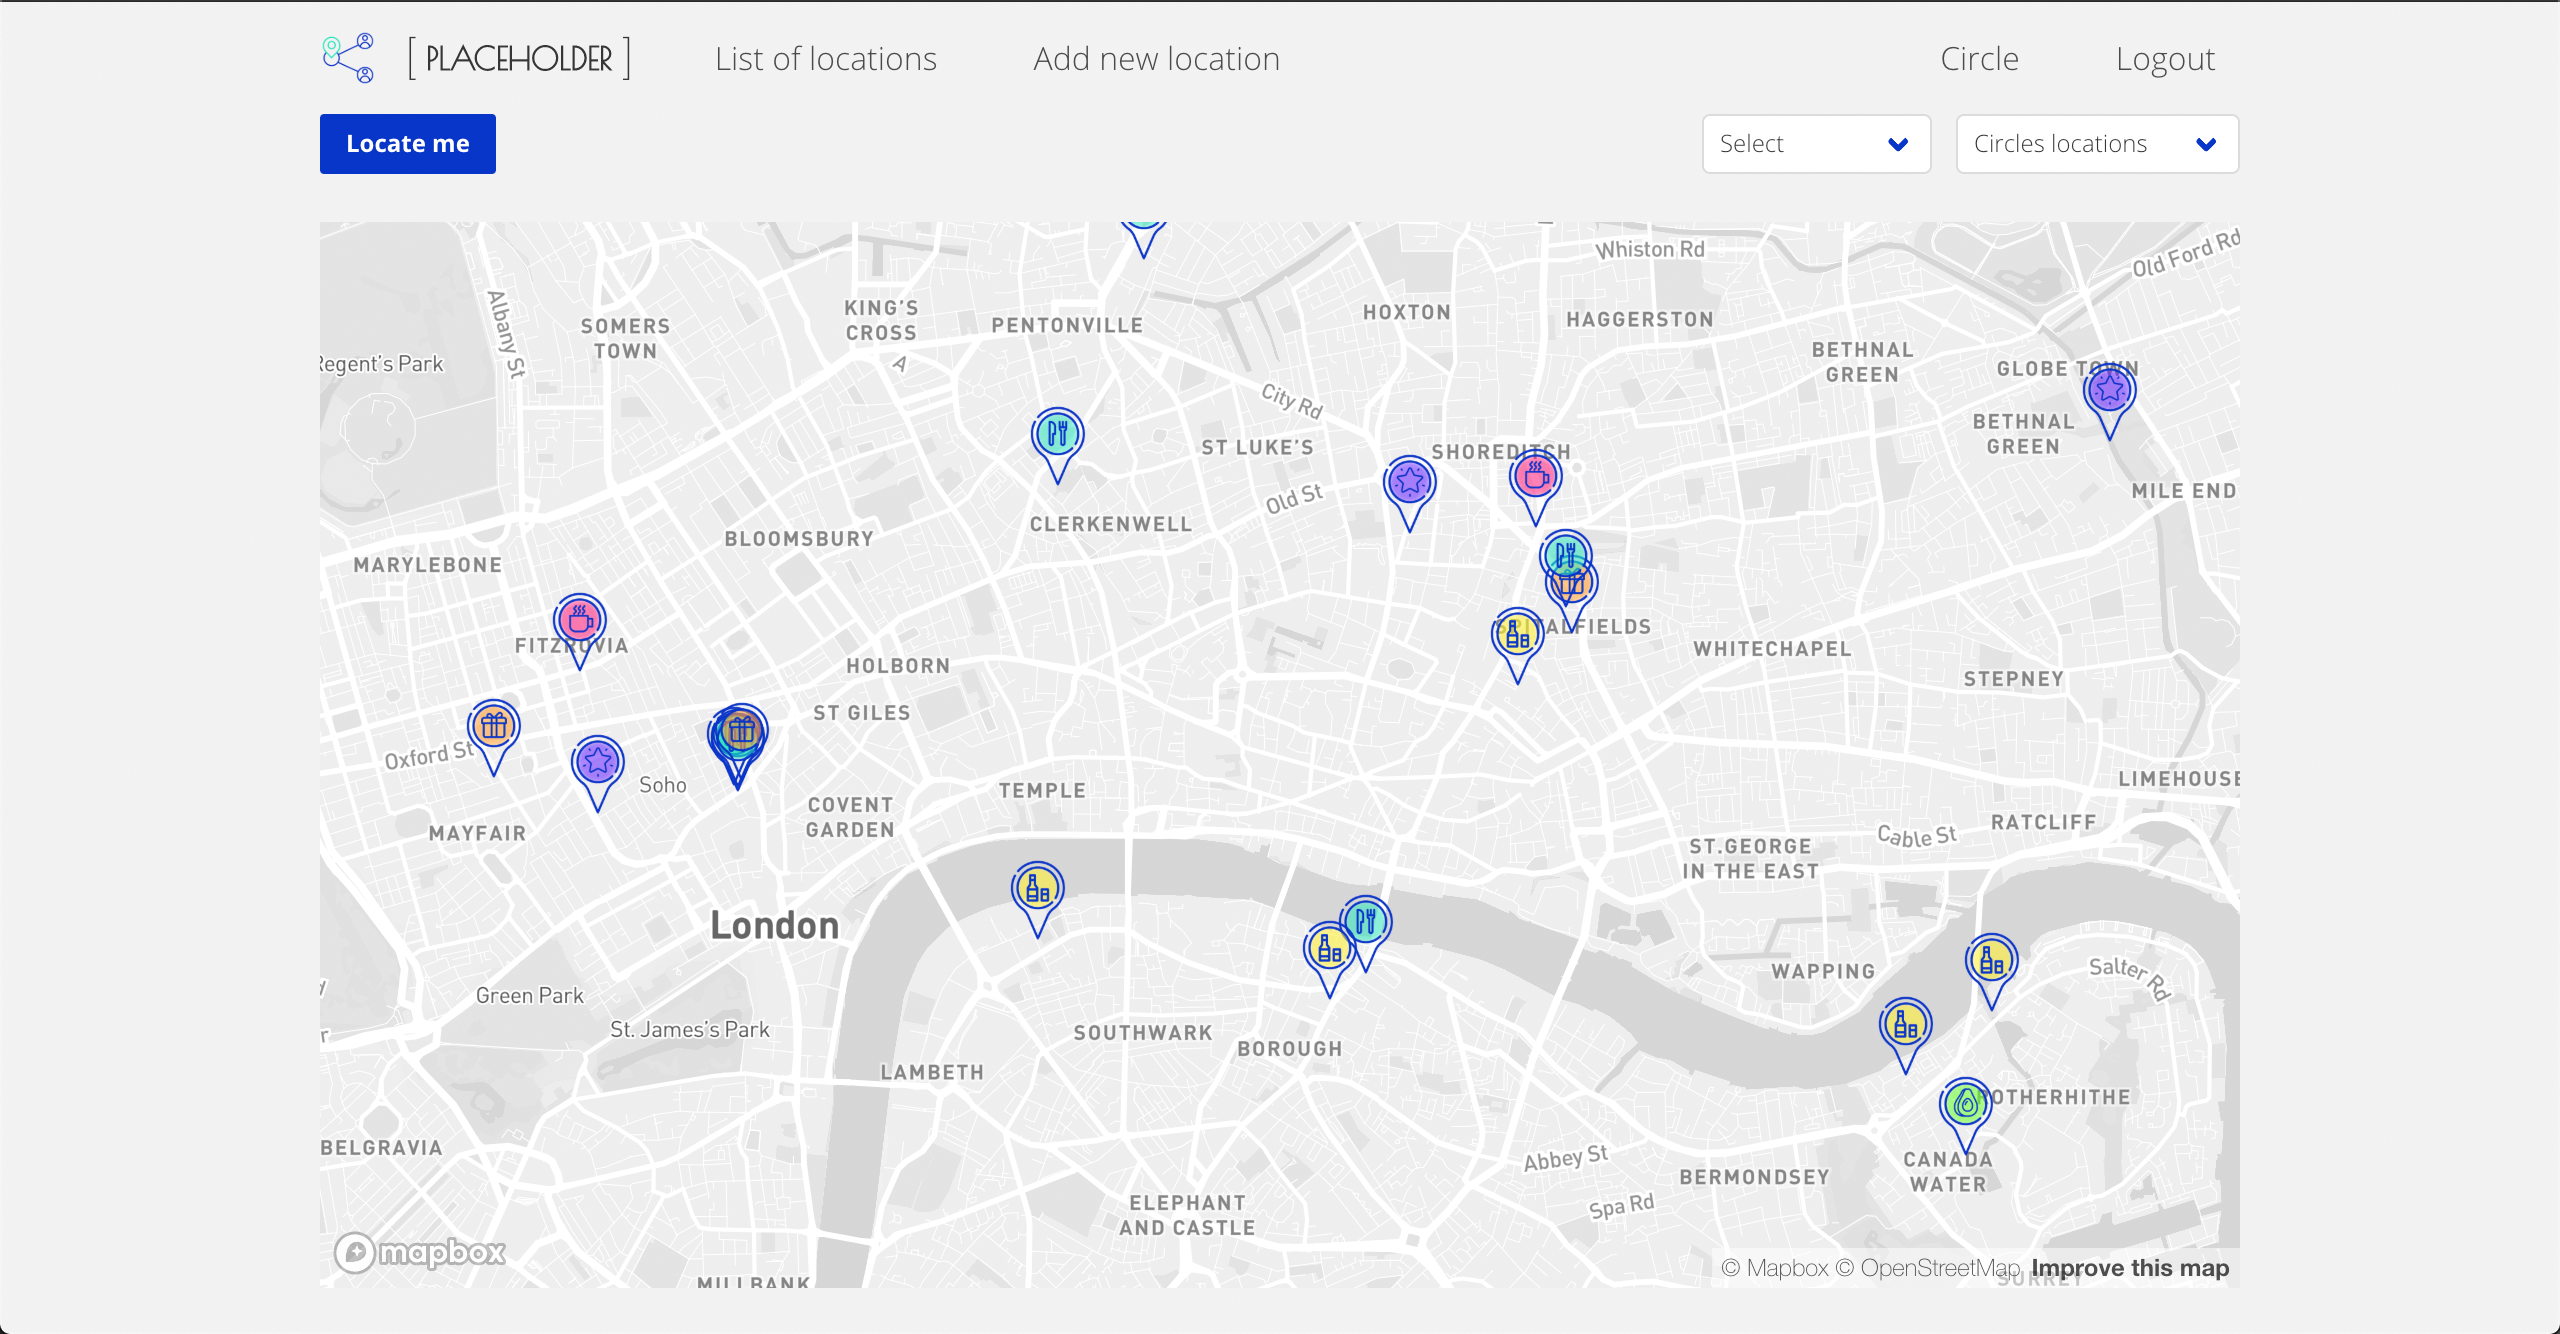 [ PLACEHOLDER ]
List of locations
Add new location
Circle
Logout
Locate me
Select
Circles locations
Whiston Rd
Old Ford Rd
Albany St
KING'S
CROSS
HOXTON
SOMERS
TOWN
PENTONVILLE
HAGGERSTON
Regent's Park
A
BETHNAL
GREEN
GLOBE TOWN
City Rd
BETHNAL
GREEN
ST LUKE'S
SHOREDITCH
MILE END
Old St
CLERKENWELL
BLOOMSBURY
MARYLEBONE
FITZROVIA
SPITALFIELDS
HOLBORN
WHITECHAPEL
STEPNEY
ST GILES
Oxford St
Soho
TEMPLE
LIMEHOUSE
COVENT
GARDEN
MAYFAIR
Cable St
RATCLIFF
ST.GEORGE
IN THE EAST
London
WAPPING
Salter Rd
Green Park
St. James's Park
SOUTHWARK
BOROUGH
LAMBETH
ROTHERHITHE
BELGRAVIA
Abbey St
CANADA
WATER
BERMONDSEY
Spa Rd
ELEPHANT
AND CASTLE
mapbox
MILLBANK
© Mapbox © OpenStreetMap Improve this map
SURREY